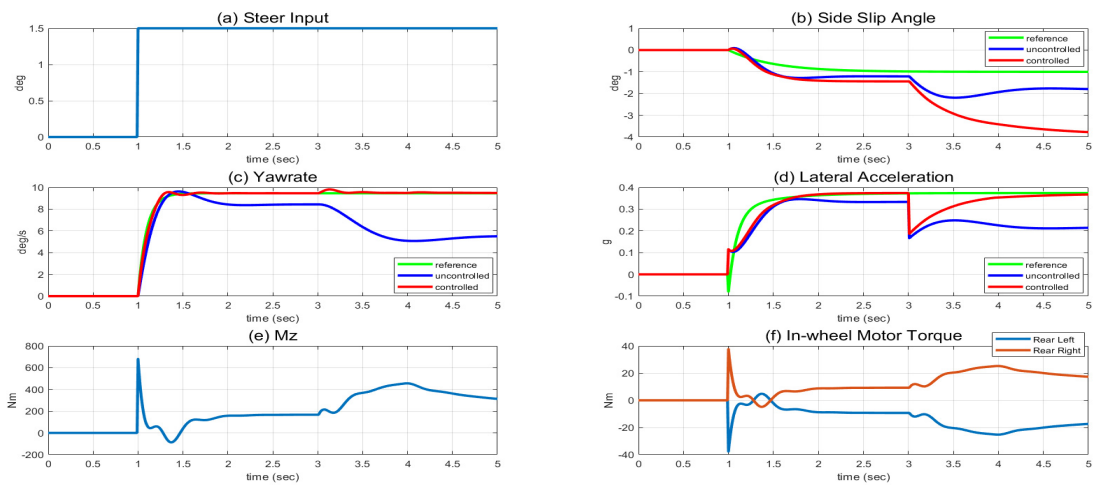 (a) Steer Input
deg
1.5
1
0.5
0
0 0.5 1 1.5 2 2.5 3 3.5 4 4.5 5
time (sec)
(b) Side Slip Angle
deg
1
0
-1
-2
-3
-4
reference
uncontrolled
controlled
0 0.5 1 1.5 2 2.5 3 3.5 4 4.5 5
time (sec)
(c) Yawrate
deg/s
10
8
6
4
2
0
reference
uncontrolled
controlled
0 0.5 1 1.5 2 2.5 3 3.5 4 4.5 5
time (sec)
(d) Lateral Acceleration
g
0.4
0.3
0.2
0.1
0
-0.1
reference
uncontrolled
controlled
0 0.5 1 1.5 2 2.5 3 3.5 4 4.5 5
time (sec)
(e) Mz
Nm
800
600
400
200
0
-200
0 0.5 1 1.5 2 2.5 3 3.5 4 4.5 5
time (sec)
(f) In-wheel Motor Torque
Nm
40
20
0
-20
-40
Rear Left
Rear Right
0 0.5 1 1.5 2 2.5 3 3.5 4 4.5 5
time (sec)